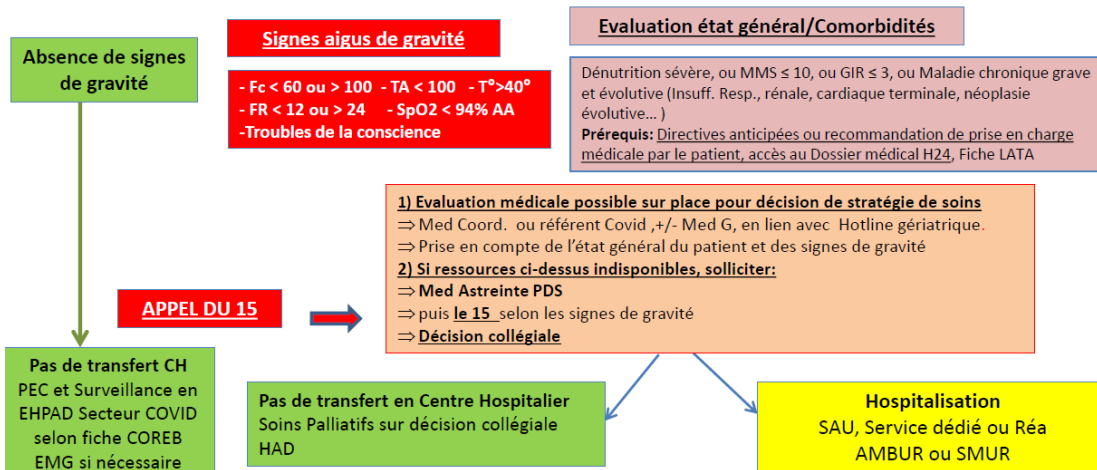 Absence de signes
de gravité
Signes aigus de gravité
- Fc < 60 ou > 100 - TA < 100 - T°>40°
- FR < 12 ou > 24 - SpO2 < 94% AA
-Troubles de la conscience
Evaluation état général/Comorbidités
Dénutrition sévère, ou MMS ≤ 10, ou GIR ≤ 3, ou Maladie chronique grave
et évolutive (Insuff. Resp., rénale, cardiaque terminale, néoplasie
évolutive... )
Prérequis: Directives anticipées ou recommandation de prise en charge
médicale par le patient, accès au Dossier médical H24, Fiche LATA
1) Evaluation médicale possible sur place pour décision de stratégie de soins
⇒ Med Coord. ou référent Covid ,+/- Med G, en lien avec Hotline gériatrique.
⇒ Prise en compte de l'état général du patient et des signes de gravité
2) Si ressources ci-dessus indisponibles, solliciter:
⇒ Med Astreinte PDS
⇒ puis le 15 selon les signes de gravité
⇒ Décision collégiale
APPEL DU 15
Pas de transfert CH
PEC et Surveillance en
EHPAD Secteur COVID
selon fiche COREB
EMG si nécessaire
Pas de transfert en Centre Hospitalier
Soins Palliatifs sur décision collégiale
HAD
Hospitalisation
SAU, Service dédié ou Réa
AMBUR ou SMUR